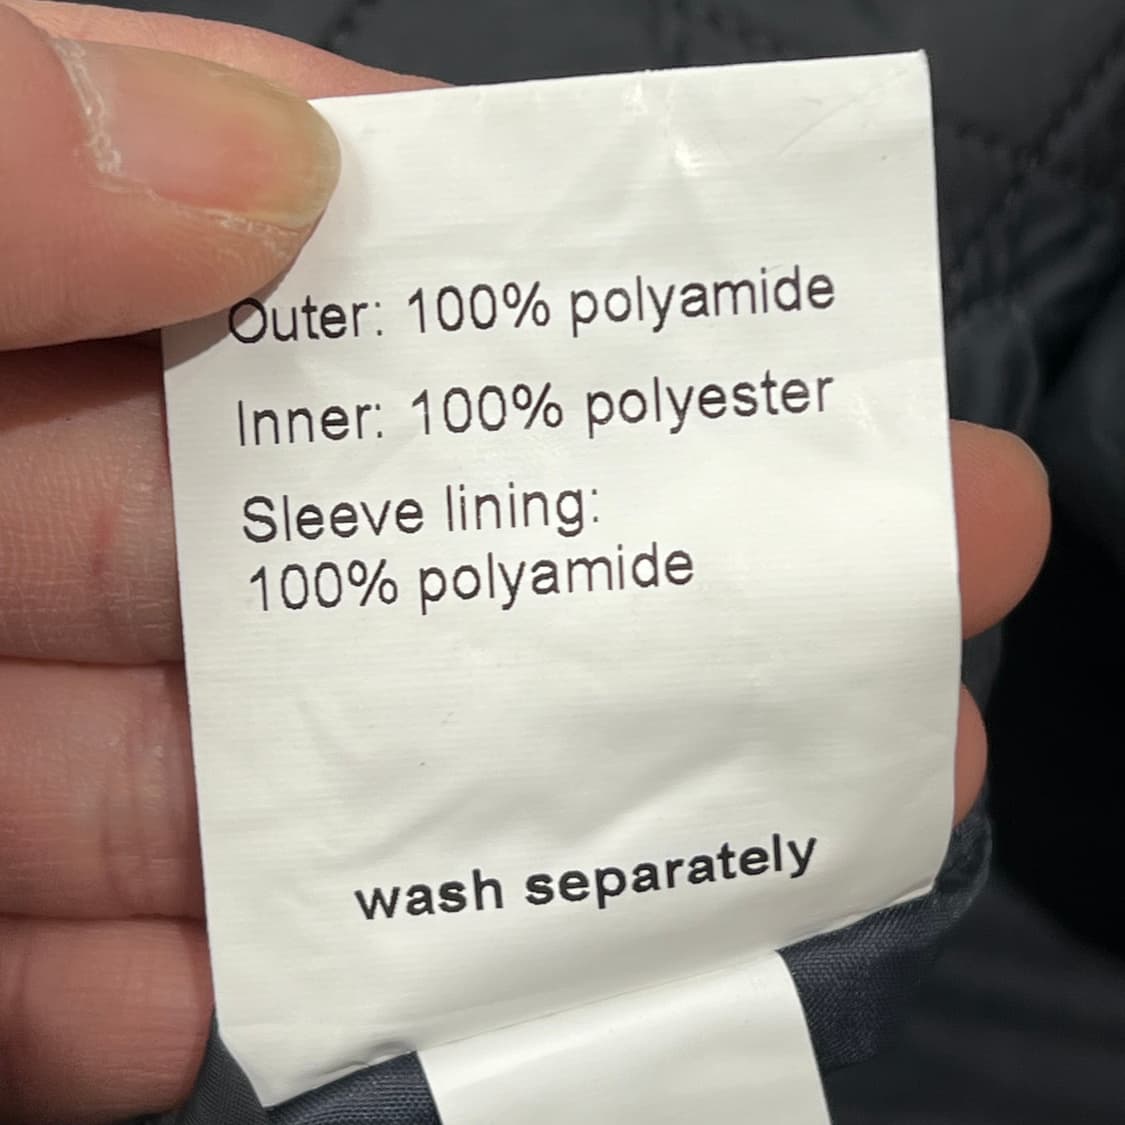 Outer: 100% polyamide
Inner: 100% polyester
Sleeve lining:
100% polyamide
wash separately